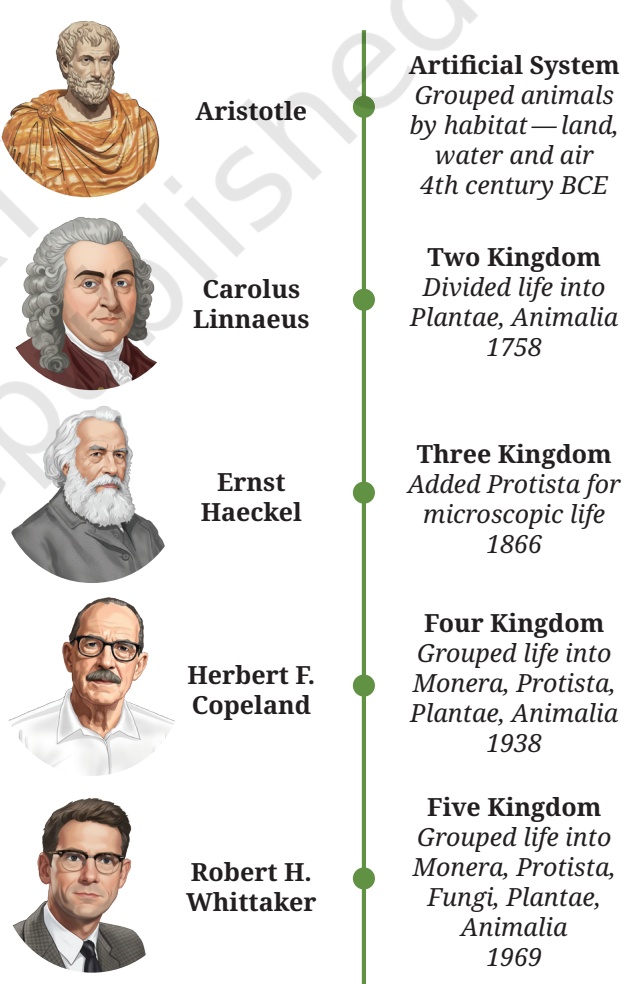 Aristotle
Artificial System
Grouped animals
by habitat — land,
water and air
4th century BCE
Carolus
Linnaeus
Two Kingdom
Divided life into
Plantae, Animalia
1758
Ernst
Haeckel
Three Kingdom
Added Protista for
microscopic life
1866
Herbert F.
Copeland
Four Kingdom
Grouped life into
Monera, Protista,
Plantae, Animalia
1938
Robert H.
Whittaker
Five Kingdom
Grouped life into
Monera, Protista,
Fungi, Plantae,
Animalia
1969
published